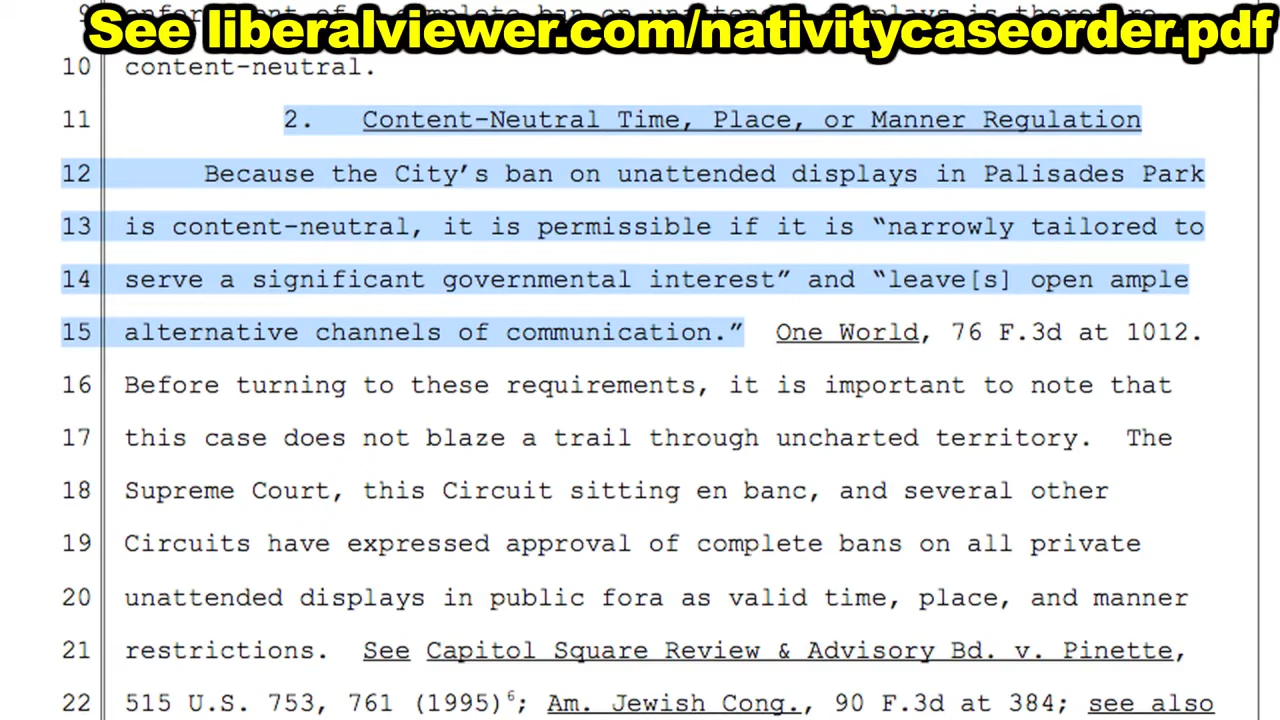 See liberalviewer.com/nativitycaseorder.pdf
10 content-neutral.
11 2. Content-Neutral Time, Place, or Manner Regulation
12 Because the City’s ban on unattended displays in Palisades Park
13 is content-neutral, it is permissible if it is “narrowly tailored to
14 serve a significant governmental interest” and “leave[s] open ample
15 alternative channels of communication.” One World, 76 F.3d at 1012.
16 Before turning to these requirements, it is important to note that
17 this case does not blaze a trail through uncharted territory. The
18 Supreme Court, this Circuit sitting en banc, and several other
19 Circuits have expressed approval of complete bans on all private
20 unattended displays in public fora as valid time, place, and manner
21 restrictions. See Capitol Square Review & Advisory Bd. v. Pinette,
22 515 U.S. 753, 761 (1995)⁶; Am. Jewish Cong., 90 F.3d at 384; see also